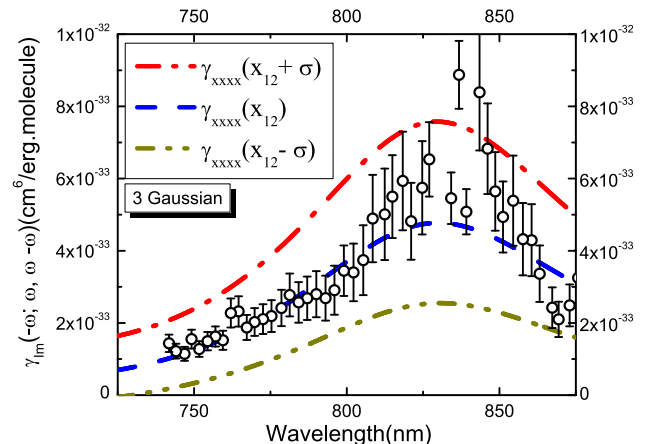 750 800 850
1x10⁻³² 1x10⁻³²
8x10⁻³³ 8x10⁻³³
6x10⁻³³ 6x10⁻³³
4x10⁻³³ 4x10⁻³³
2x10⁻³³ 2x10⁻³³
0 0
γxxxx(x12+ σ)
γxxxx(x12)
γxxxx(x12- σ)
3 Gaussian
γIm(-ω; ω, ω -ω)(cm⁶/erg.molecule)
750 800 850
Wavelength(nm)